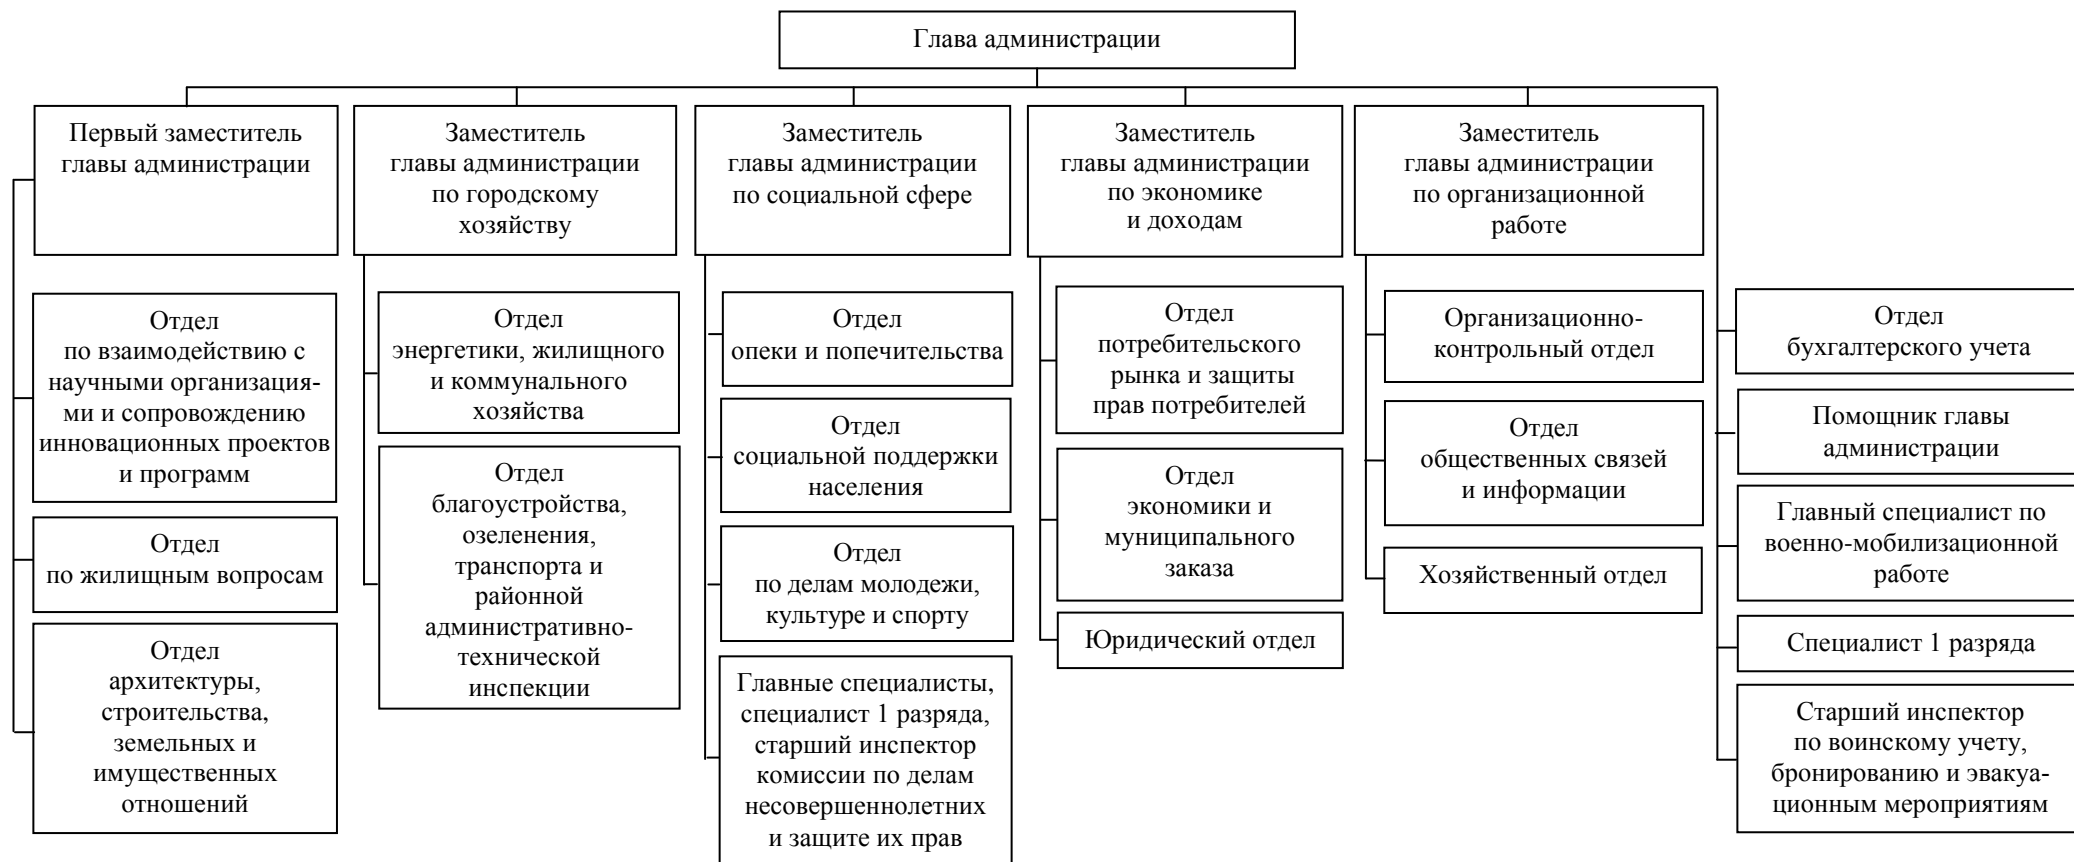 Глава администрации
Первый заместитель
главы администрации
Заместитель
главы администрации
по городскому
хозяйству
Заместитель
главы администрации
по социальной сфере
Заместитель
главы администрации
по экономике
и доходам
Заместитель
главы администрации
по организационной
работе
Отдел
по взаимодействию с
научными организация-
ми и сопровождению
инновационных проектов
и программ
Отдел
по жилищным вопросам
Отдел
архитектуры,
строительства,
земельных и
имущественных
отношений
Отдел
энергетики, жилищного
и коммунального
хозяйства
Отдел
благоустройства,
озеленения,
транспорта и
районной
административно-
технической
инспекции
Отдел
опеки и попечительства
Отдел
социальной поддержки
населения
Отдел
по делам молодежи,
культуре и спорту
Главные специалисты,
специалист 1 разряда,
старший инспектор
комиссии по делам
несовершеннолетних
и защите их прав
Отдел
потребительского
рынка и защиты
прав потребителей
Отдел
экономики и
муниципального
заказа
Юридический отдел
Организационно-
контрольный отдел
Отдел
общественных связей
и информации
Хозяйственный отдел
Отдел
бухгалтерского учета
Помощник главы
администрации
Главный специалист по
военно-мобилизационной
работе
Специалист 1 разряда
Старший инспектор
по воинскому учету,
бронированию и эвакуа-
ционным мероприятиям